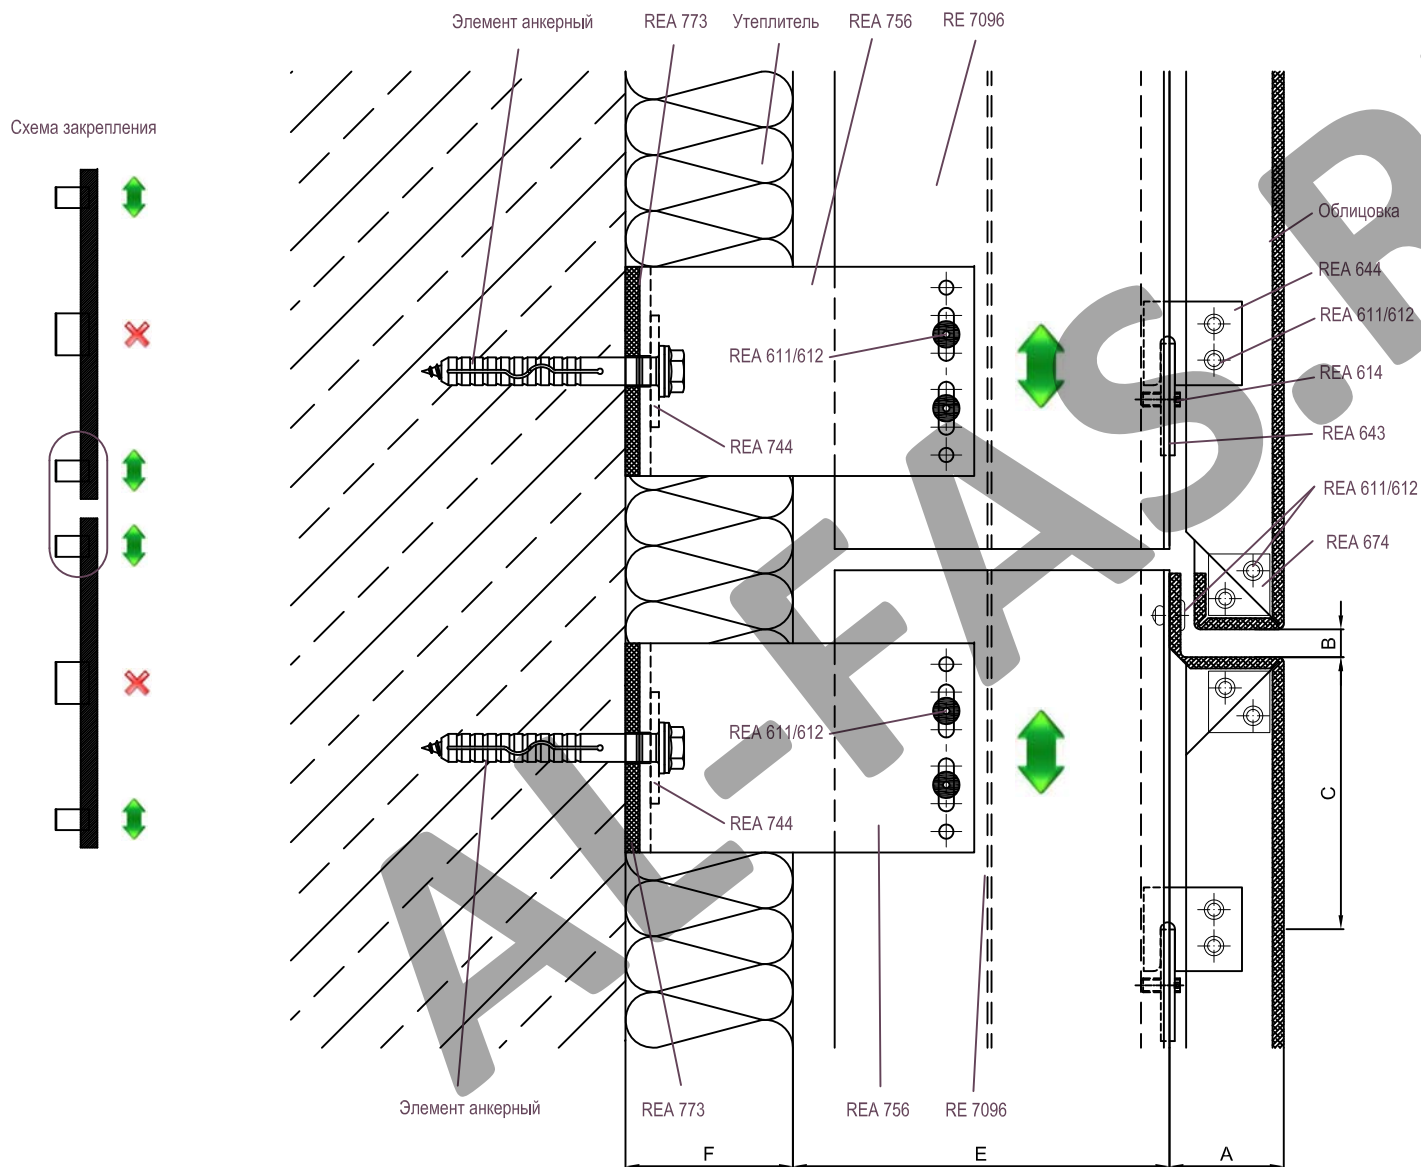 Элемент анкерный
REA 773
Утеплитель
REA 756
RE 7096
Схема закрепления
Облицовка
REA 644
REA 611/612
REA 611/612
REA 614
REA 744
REA 643
REA 611/612
REA 674
B
REA 611/612
C
REA 744
Элемент анкерный
REA 773
REA 756
RE 7096
F
E
A
AL-FAS.R